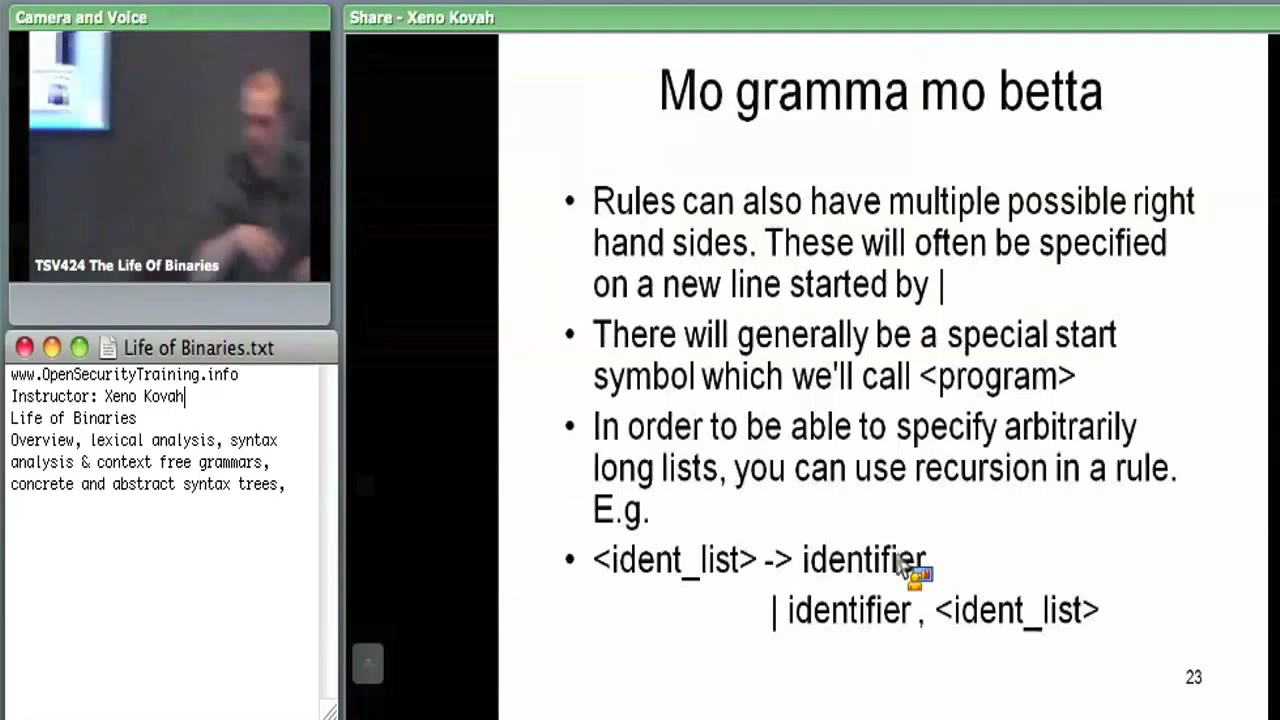 Camera and Voice
TSV424 The Life Of Binaries
Life of Binaries.txt
www.OpenSecurityTraining.info
Instructor: Xeno Kovah
Life of Binaries
Overview, lexical analysis, syntax
analysis & context free grammars,
concrete and abstract syntax trees,
Share - Xeno Kovah
Mo gramma mo betta
• Rules can also have multiple possible right
hand sides. These will often be specified
on a new line started by |
• There will generally be a special start
symbol which we'll call <program>
• In order to be able to specify arbitrarily
long lists, you can use recursion in a rule.
E.g.
• <ident_list> -> identifier
| identifier , <ident_list>
23